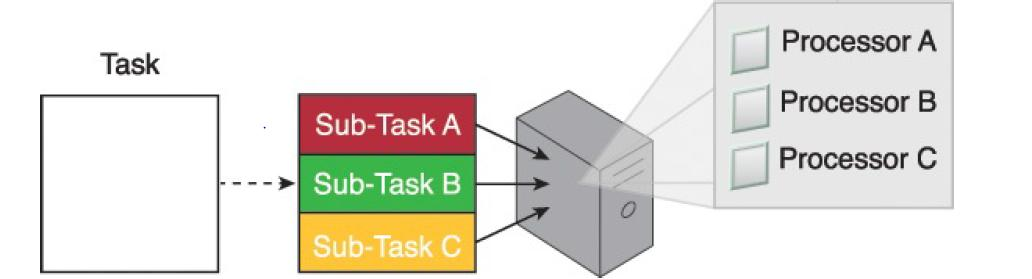 Task
Sub-Task A
Sub-Task B
Sub-Task C
Processor A
Processor B
Processor C